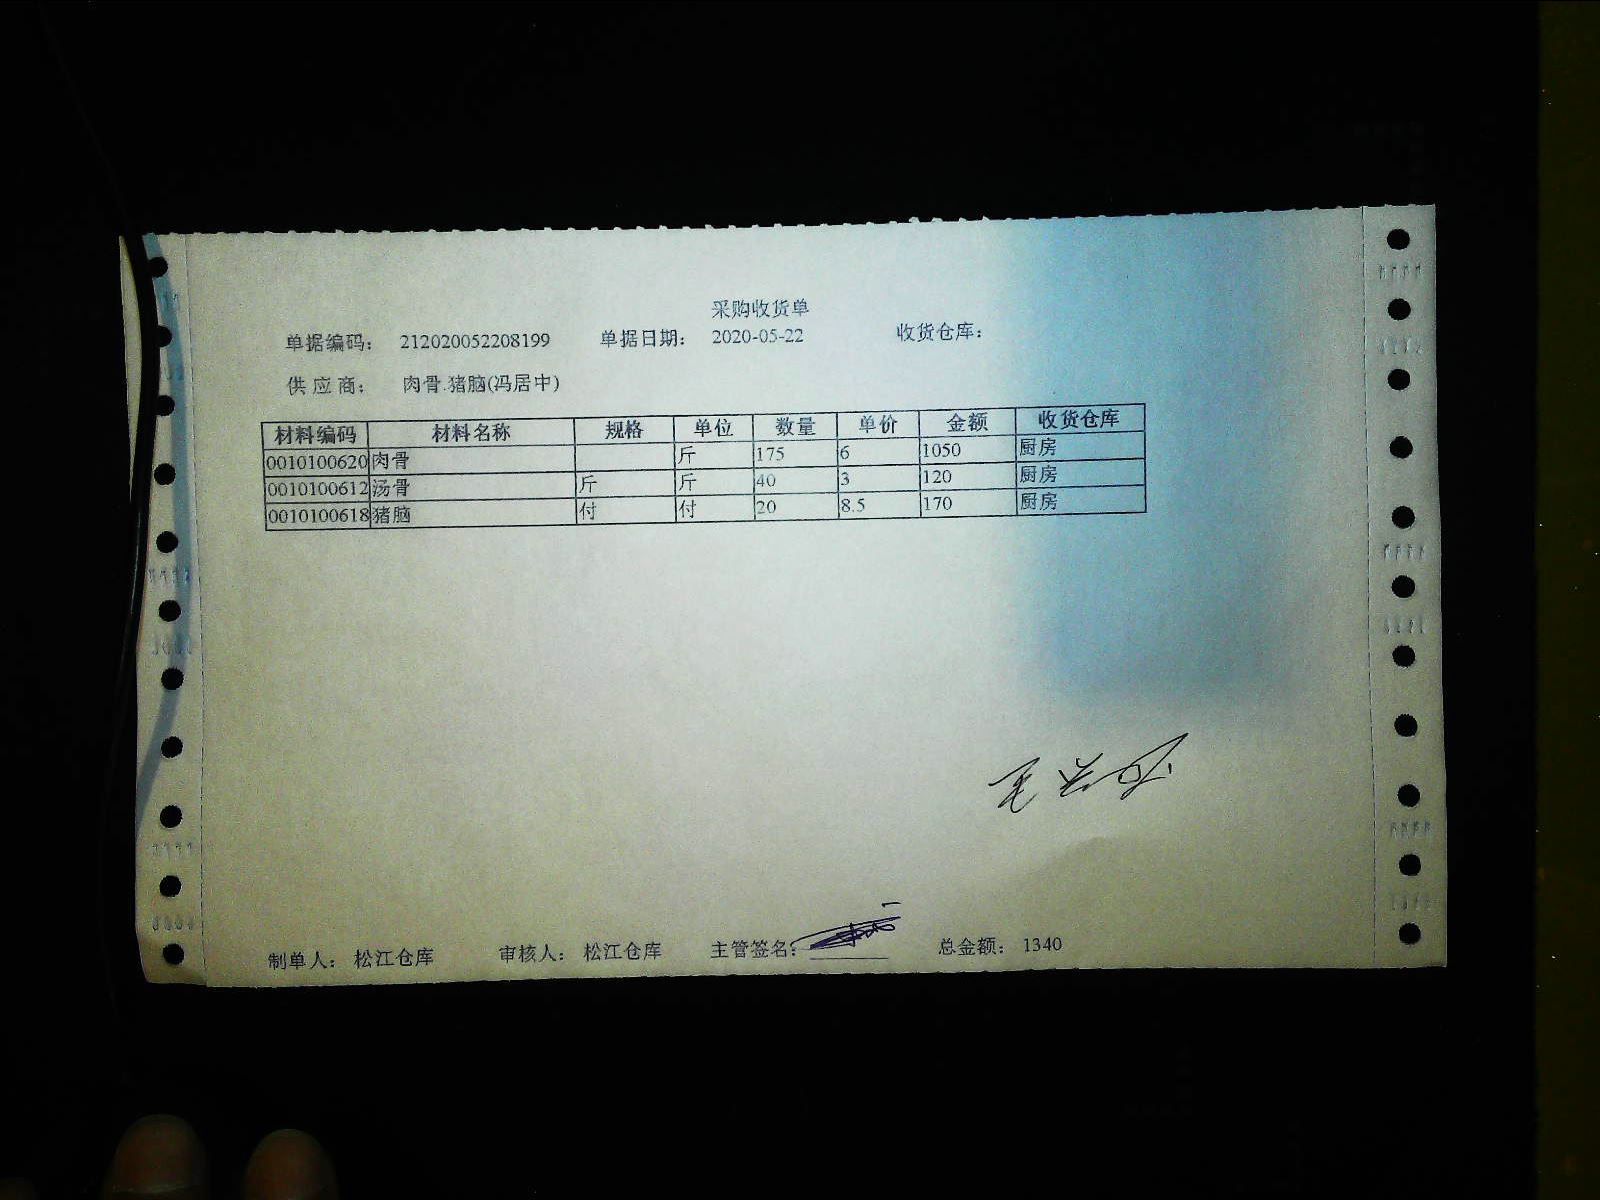 采购收货单
单据编码： 212020052208199 单据日期： 2020-05-22 收货仓库：
供 应 商： 肉骨.猪脑(冯居中)
材料编码 材料名称 规格 单位 数量 单价 金额 收货仓库
0010100620 肉骨 斤 175 6 1050 厨房
0010100612 汤骨 斤 斤 40 3 120 厨房
0010100618 猪脑 付 付 20 8.5 170 厨房
制单人： 松江仓库 审核人： 松江仓库 主管签名： 总金额： 1340